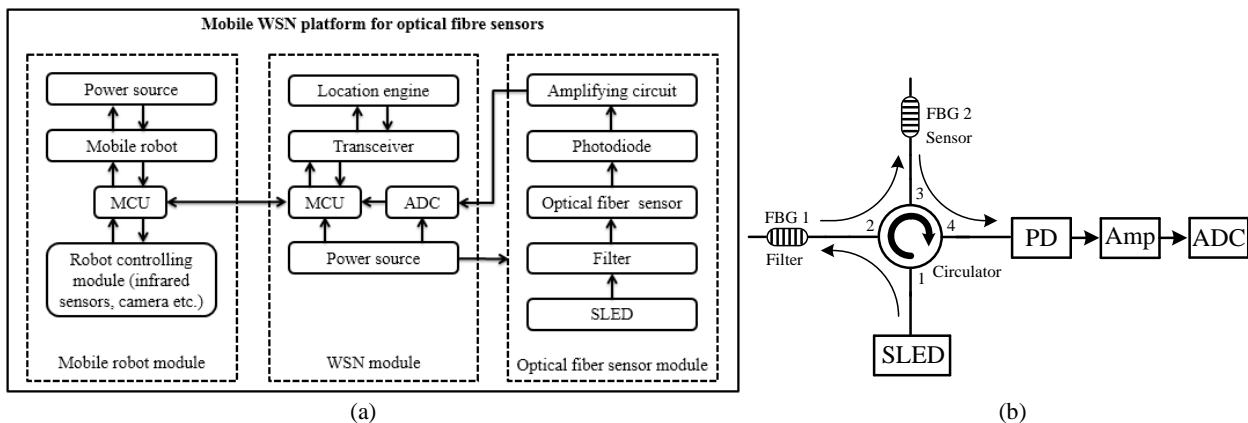 Mobile WSN platform for optical fibre sensors
Power source
Mobile robot
MCU
Robot controlling
module (infrared
sensors, camera etc.)
Mobile robot module
Location engine
Transceiver
MCU
ADC
Power source
WSN module
Amplifying circuit
Photodiode
Optical fiber sensor
Filter
SLED
Optical fiber sensor module
(a)
FBG 2
Sensor
FBG 1
Filter
2
3
4
1
Circulator
PD
Amp
ADC
SLED
(b)